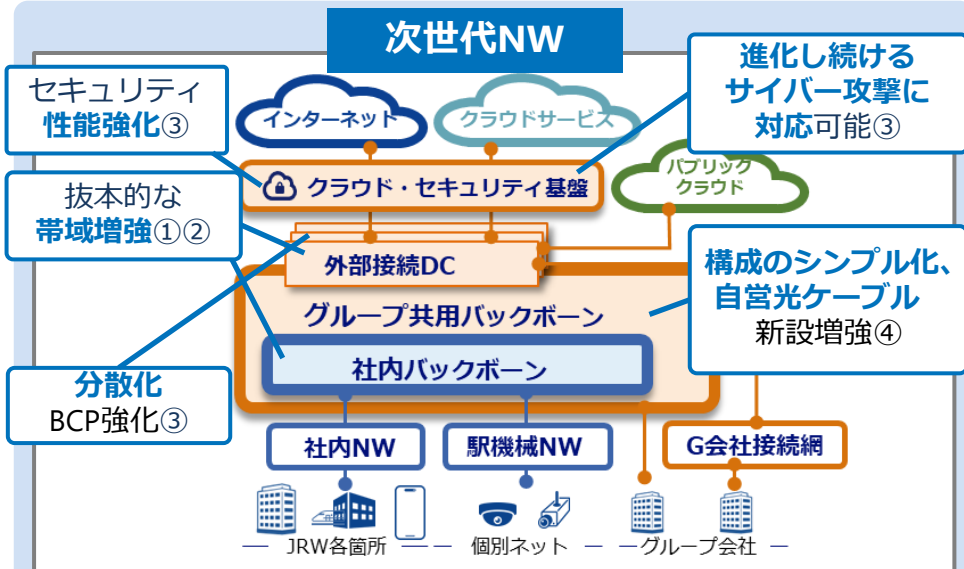 次世代NW
セキュリティ
性能強化③
進化し続ける
サイバー攻撃に
対応可能③
インターネット
クラウドサービス
パブリック
クラウド
クラウド・セキュリティ基盤
抜本的な
帯域増強①②
外部接続DC
構成のシンプル化、
自営光ケーブル
新設増強④
グループ共用バックボーン
社内バックボーン
分散化
BCP強化③
社内NW
駅機械NW
G会社接続網
JRW各箇所
個別ネット
グループ会社